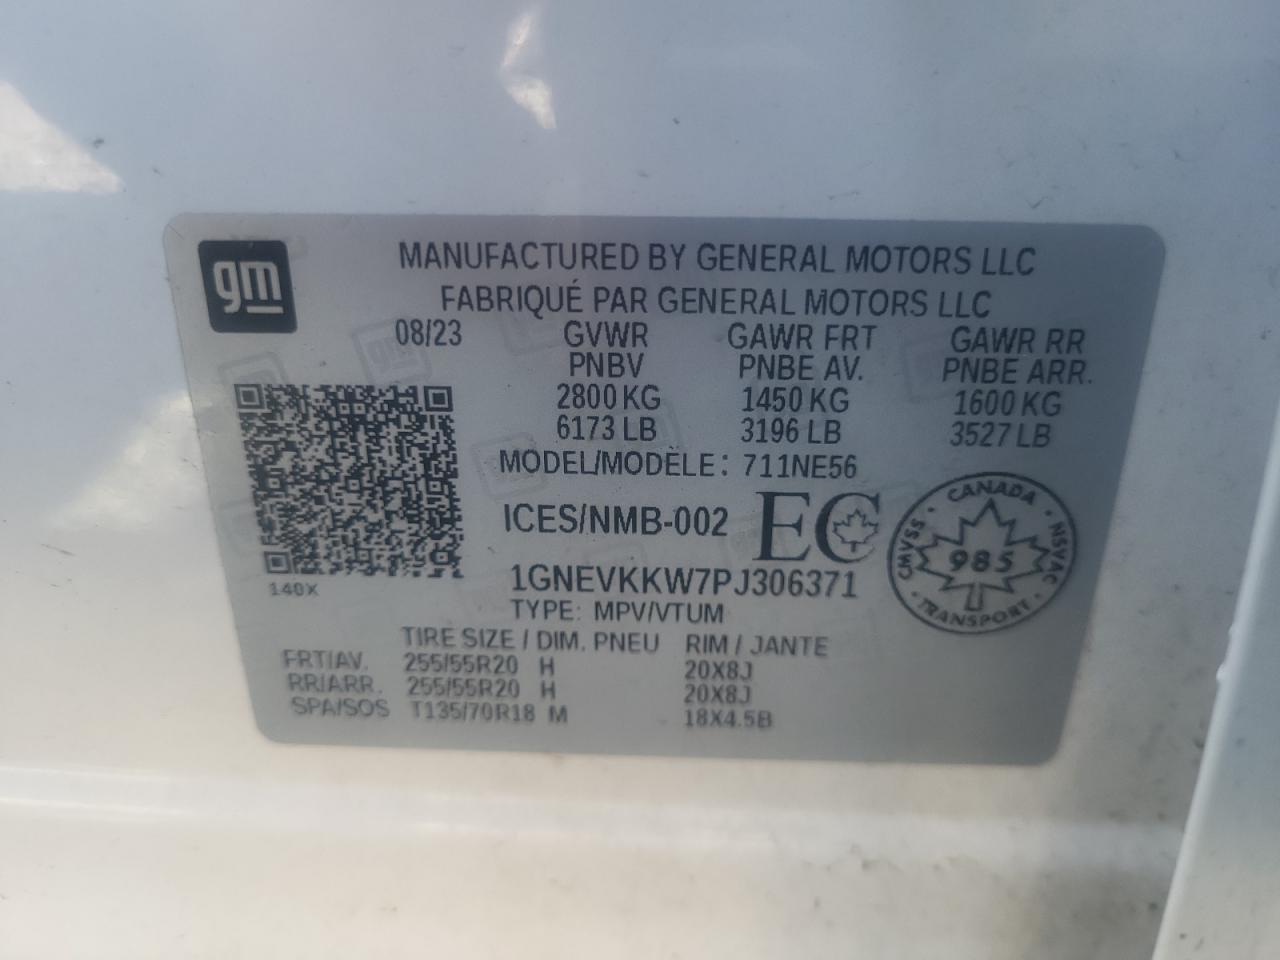 gm
MANUFACTURED BY GENERAL MOTORS LLC
FABRIQUÉ PAR GENERAL MOTORS LLC
08/23 GVWR GAWR FRT GAWR RR
PNBV PNBE AV. PNBE ARR.
2800 KG 1450 KG 1600 KG
6173 LB 3196 LB 3527 LB
MODEL/MODÈLE: 711NE56
ICES/NMB-002 EC
CANADA
CMVSS · 985 · NSVAC
TRANSPORT
140X
1GNEVKKW7PJ306371
TYPE: MPV/VTUM
TIRE SIZE / DIM. PNEU RIM / JANTE
FRT/AV. 255/55R20 H 20X8J
RR/ARR. 255/55R20 H 20X8J
SPA/SOS T135/70R18 M 18X4.5B